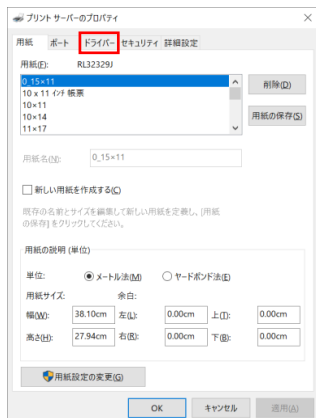 プリント サーバーのプロパティ
用紙 ポート ドライバー セキュリティ 詳細設定
用紙(F): RL32329J
0_15×11
10 x 11 インチ 帳票
10×11
10×14
11×17
削除(D)
用紙の保存(S)
用紙名(N): 0_15×11
新しい用紙を作成する(C)
既存の名前とサイズを編集して新しい用紙を定義し、[用紙
の保存] をクリックしてください。
用紙の説明 (単位)
単位: メートル法(M) ヤードポンド法(E)
用紙サイズ: 余白:
幅(W): 38.10cm 左(L): 0.00cm 上(T): 0.00cm
高さ(H): 27.94cm 右(R): 0.00cm 下(B): 0.00cm
用紙設定の変更(G)
OK キャンセル 適用(A)